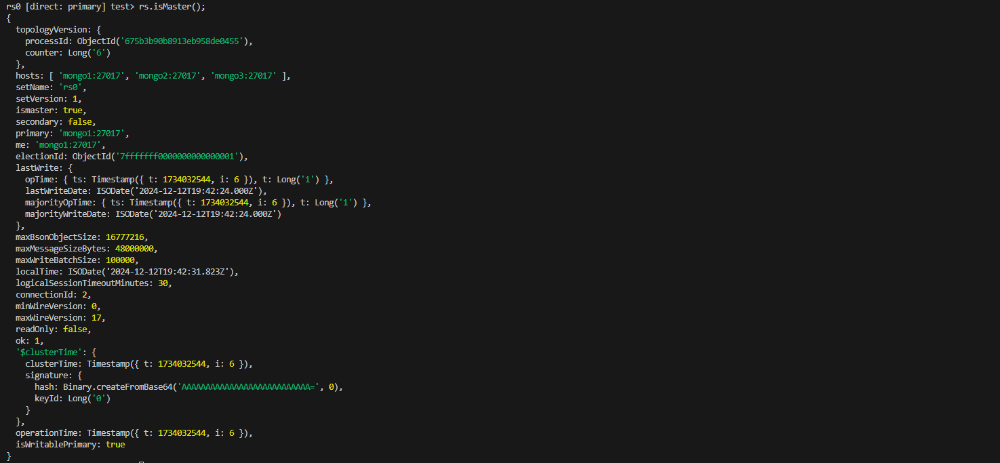 rs0 [direct: primary] test> rs.isMaster();
{
  topologyVersion: {
    processId: ObjectId('675b3b90b8913eb958de0455'),
    counter: Long('6')
  },
  hosts: [ 'mongo1:27017', 'mongo2:27017', 'mongo3:27017' ],
  setName: 'rs0',
  setVersion: 1,
  ismaster: true,
  secondary: false,
  primary: 'mongo1:27017',
  me: 'mongo1:27017',
  electionId: ObjectId('7fffffff0000000000000001'),
  lastWrite: {
    opTime: { ts: Timestamp({ t: 1734032544, i: 6 }), t: Long('1') },
    lastWriteDate: ISODate('2024-12-12T19:42:24.000Z'),
    majorityOpTime: { ts: Timestamp({ t: 1734032544, i: 6 }), t: Long('1') },
    majorityWriteDate: ISODate('2024-12-12T19:42:24.000Z')
  },
  maxBsonObjectSize: 16777216,
  maxMessageSizeBytes: 48000000,
  maxWriteBatchSize: 100000,
  localTime: ISODate('2024-12-12T19:42:31.823Z'),
  logicalSessionTimeoutMinutes: 30,
  connectionId: 2,
  minWireVersion: 0,
  maxWireVersion: 17,
  readOnly: false,
  ok: 1,
  '$clusterTime': {
    clusterTime: Timestamp({ t: 1734032544, i: 6 }),
    signature: {
      hash: Binary.createFromBase64('AAAAAAAAAAAAAAAAAAAAAAAAAAA=', 0),
      keyId: Long('0')
    }
  },
  operationTime: Timestamp({ t: 1734032544, i: 6 }),
  isWritablePrimary: true
}